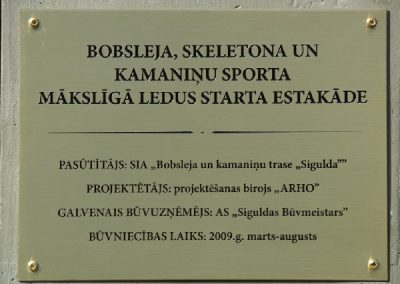 BOBSLEJA, SKELETONA UN
KAMANIŅU SPORTA
MĀKSLĪGĀ LEDUS STARTA ESTAKĀDE
PASŪTĪTĀJS: SIA „Bobsleja un kamaniņu trase „Sigulda””
PROJEKTĒTĀJS: projektēšanas birojs „ARHO”
GALVENAIS BŪVUZŅĒMĒJS: AS „Siguldas Būvmeistars”
BŪVNIECĪBAS LAIKS: 2009.g. marts-augusts